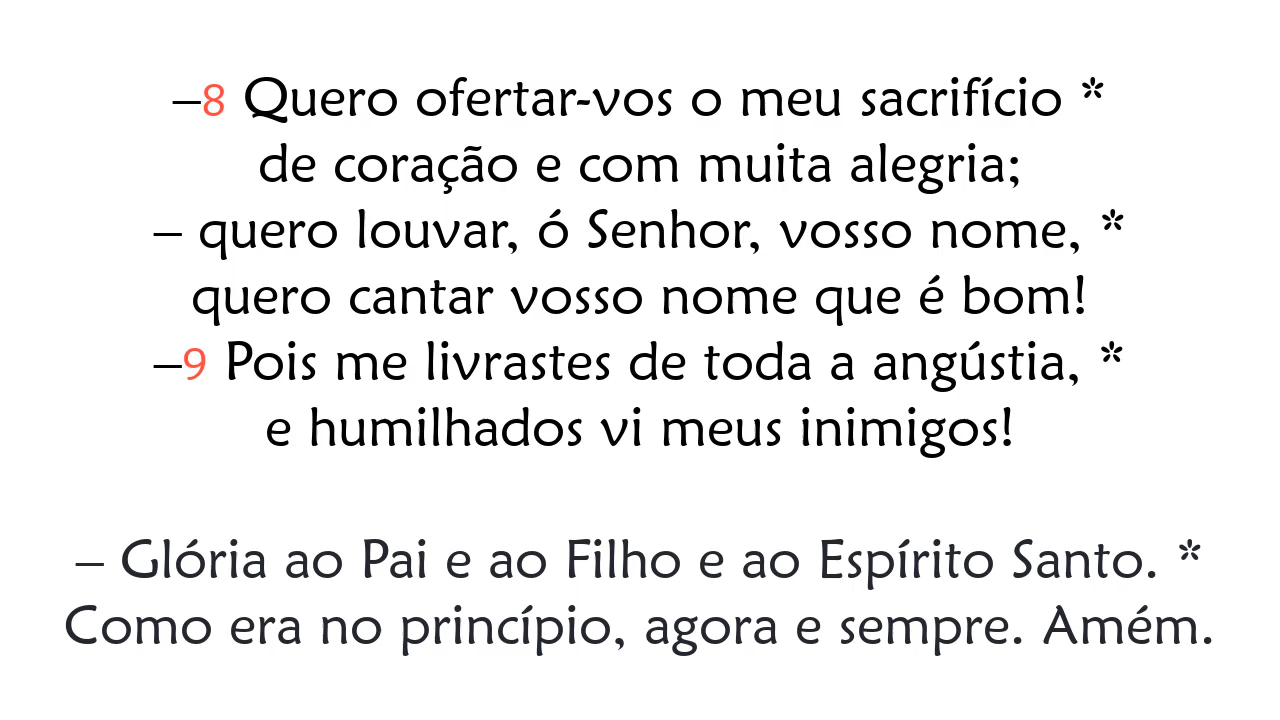 –8 Quero ofertar-vos o meu sacrifício *
de coração e com muita alegria;
– quero louvar, ó Senhor, vosso nome, *
quero cantar vosso nome que é bom!
–9 Pois me livrastes de toda a angústia, *
e humilhados vi meus inimigos!
– Glória ao Pai e ao Filho e ao Espírito Santo. *
Como era no princípio, agora e sempre. Amém.